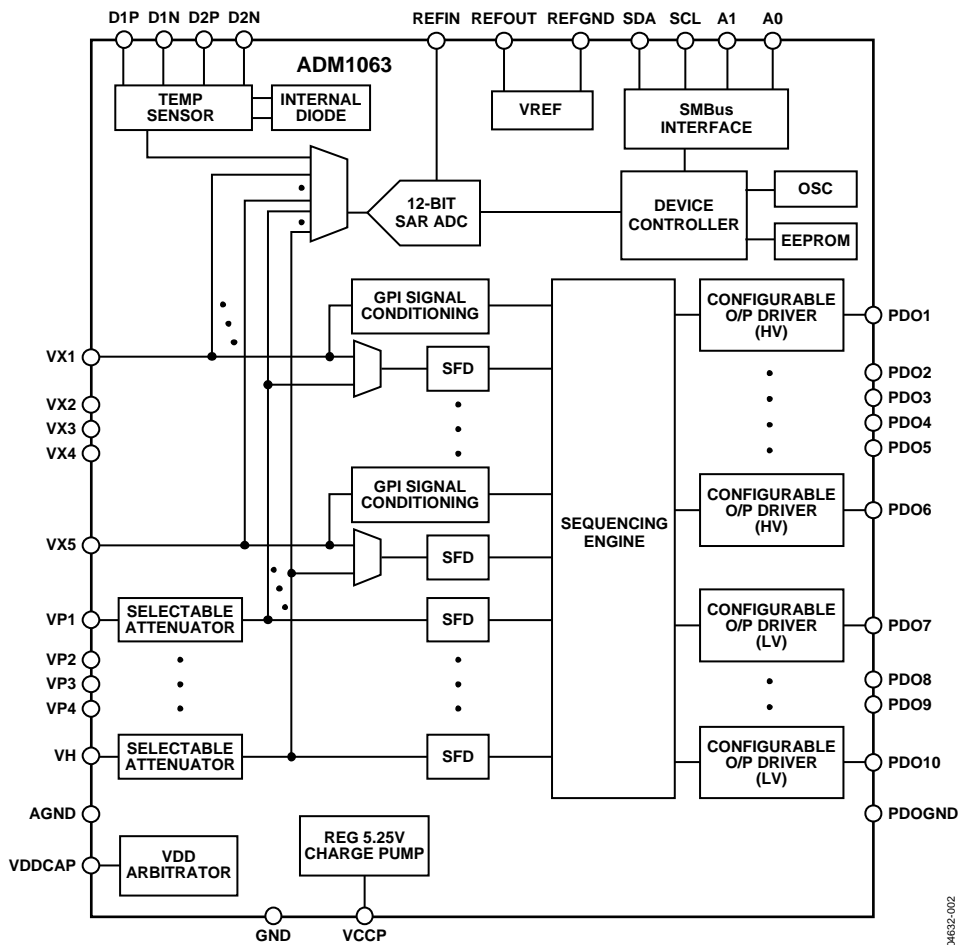 D1P D1N D2P D2N REFIN REFOUT REFGND SDA SCL A1 A0
ADM1063
TEMP
SENSOR
INTERNAL
DIODE
VREF
SMBus
INTERFACE
12-BIT
SAR ADC
DEVICE
CONTROLLER
OSC
EEPROM
GPI SIGNAL
CONDITIONING
CONFIGURABLE
O/P DRIVER
(HV)
PDO1
VX1
SFD
PDO2
VX2
PDO3
VX3
PDO4
VX4
PDO5
GPI SIGNAL
CONDITIONING
CONFIGURABLE
O/P DRIVER
(HV)
PDO6
SEQUENCING
ENGINE
VX5
SFD
VP1
SELECTABLE
ATTENUATOR
SFD
CONFIGURABLE
O/P DRIVER
(LV)
PDO7
VP2
VP3
PDO8
VP4
PDO9
VH
SELECTABLE
ATTENUATOR
SFD
CONFIGURABLE
O/P DRIVER
(LV)
PDO10
AGND
PDOGND
REG 5.25V
CHARGE PUMP
VDDCAP
VDD
ARBITRATOR
GND VCCP
04632-002